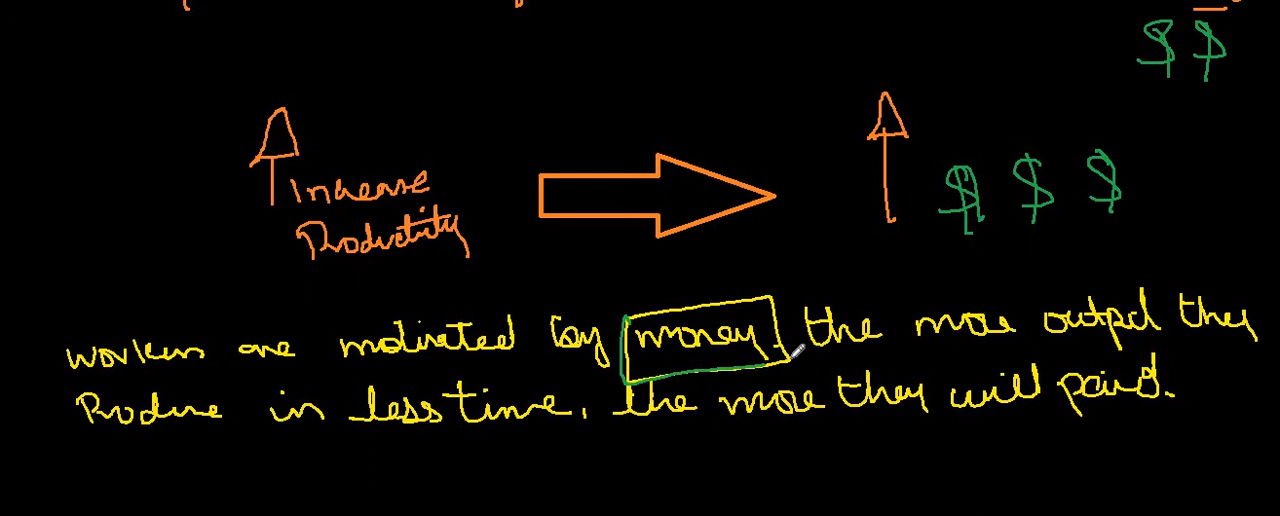 $ $
Increase
Productivity
$ $ $
workers are motivated by money. the more output they
Produce in less time, the more they will paid.